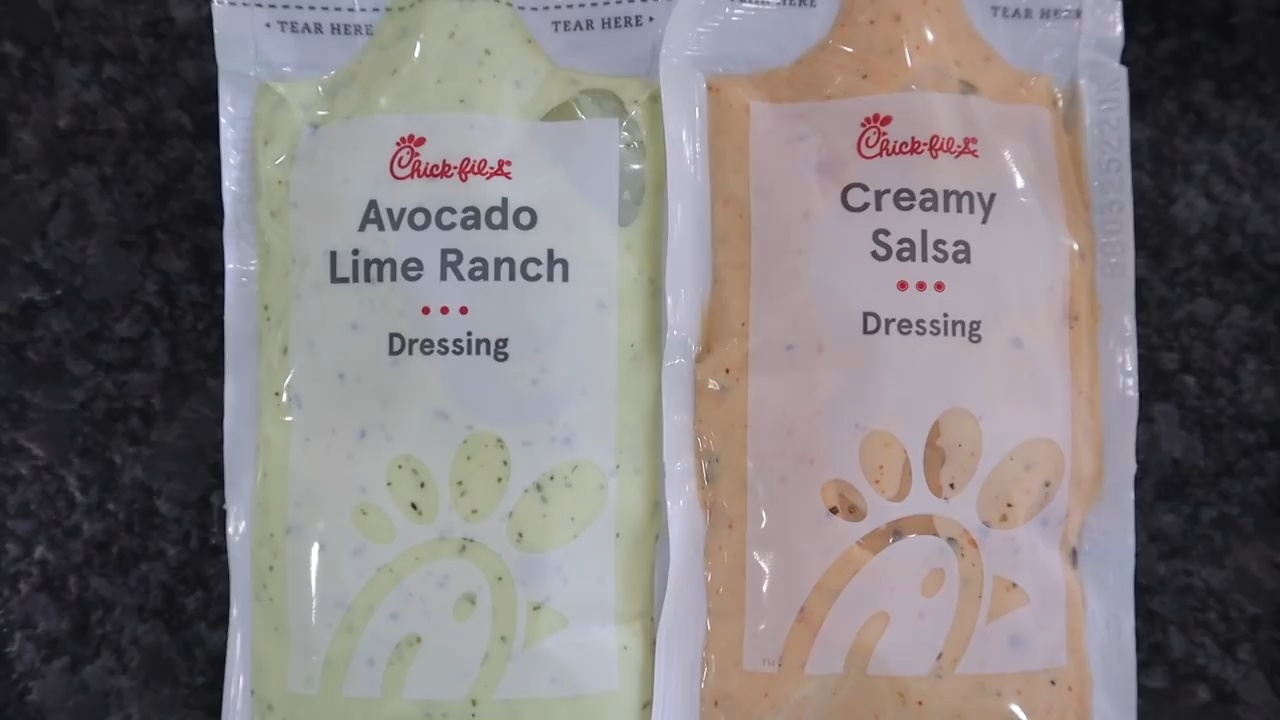 TEAR HERE
TEAR HERE
Chick-fil-A®
Avocado
Lime Ranch
Dressing
TEAR HERE
TEAR HERE
Chick-fil-A®
Creamy
Salsa
Dressing
TM